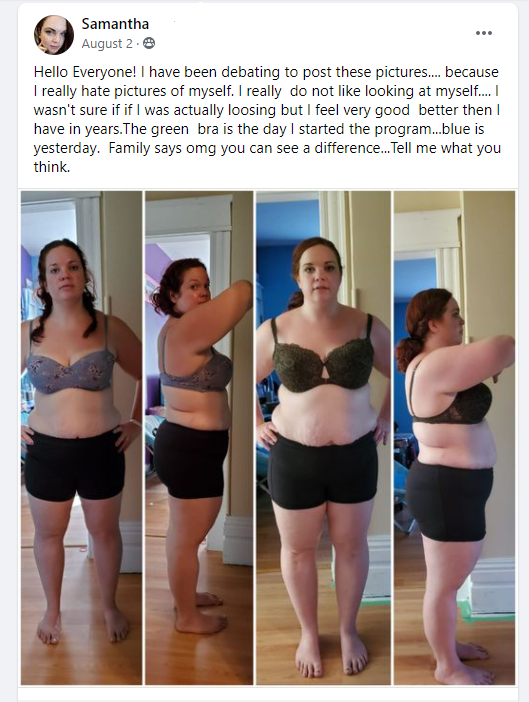 Samantha
August 2 ·
Hello Everyone! I have been debating to post these pictures.... because
I really hate pictures of myself. I really do not like looking at myself.... I
wasn't sure if if I was actually loosing but I feel very good better then I
have in years.The green bra is the day I started the program...blue is
yesterday. Family says omg you can see a difference...Tell me what you
think.